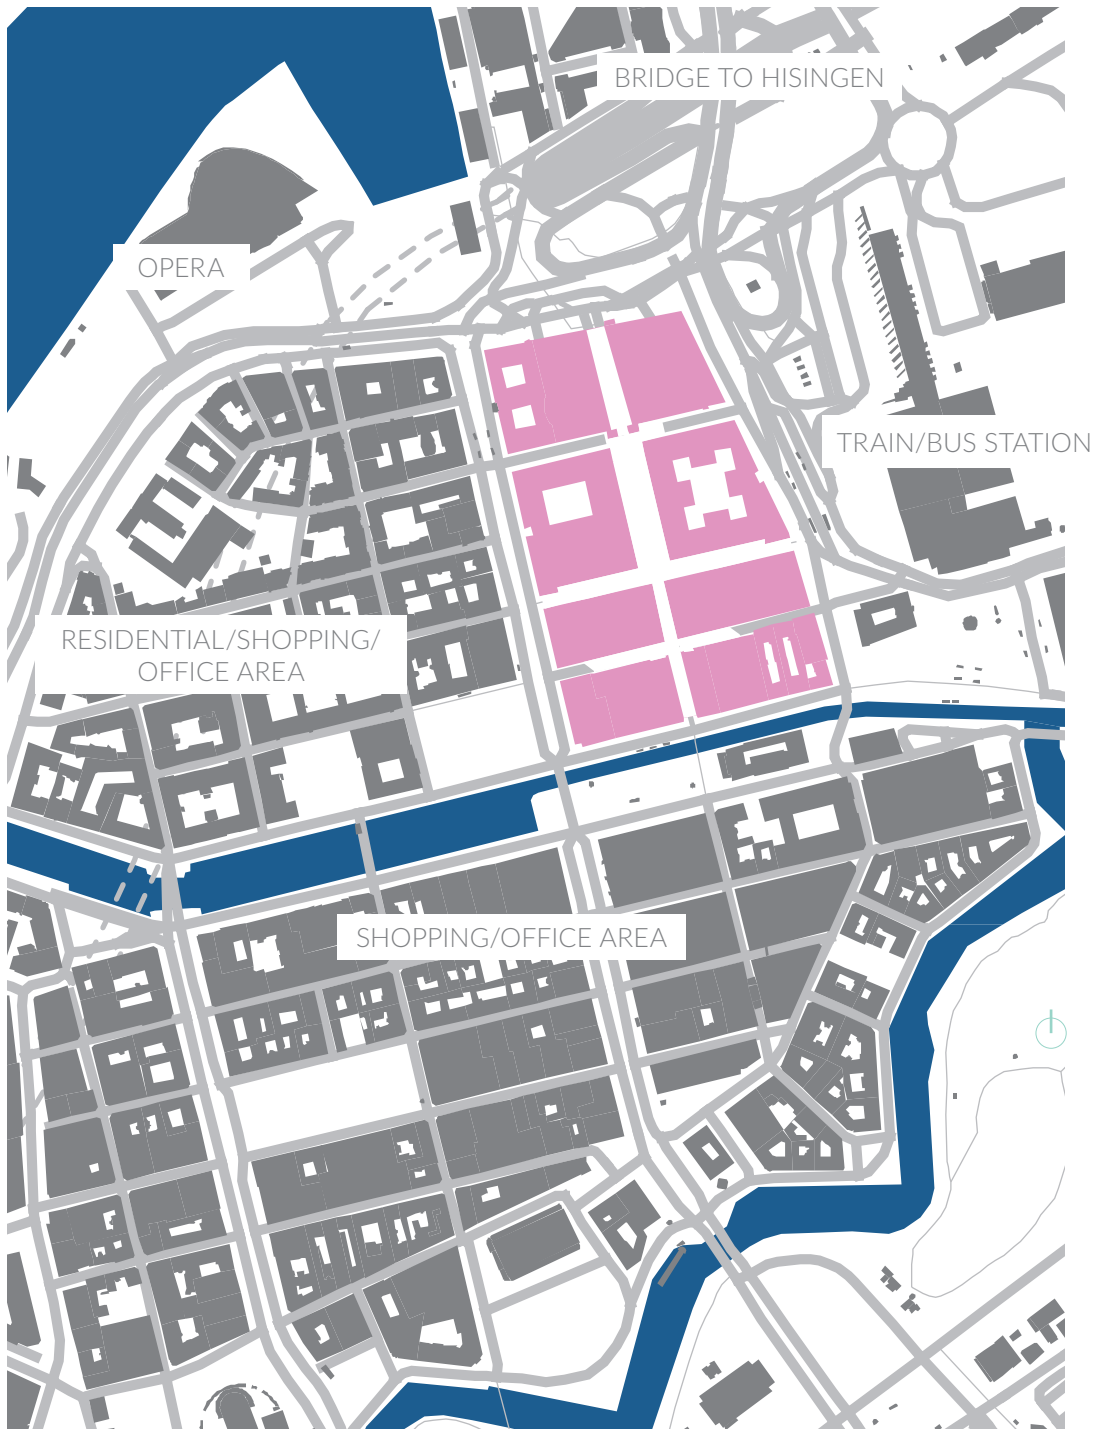 BRIDGE TO HISINGEN
OPERA
TRAIN/BUS STATION
RESIDENTIAL/SHOPPING/
OFFICE AREA
SHOPPING/OFFICE AREA